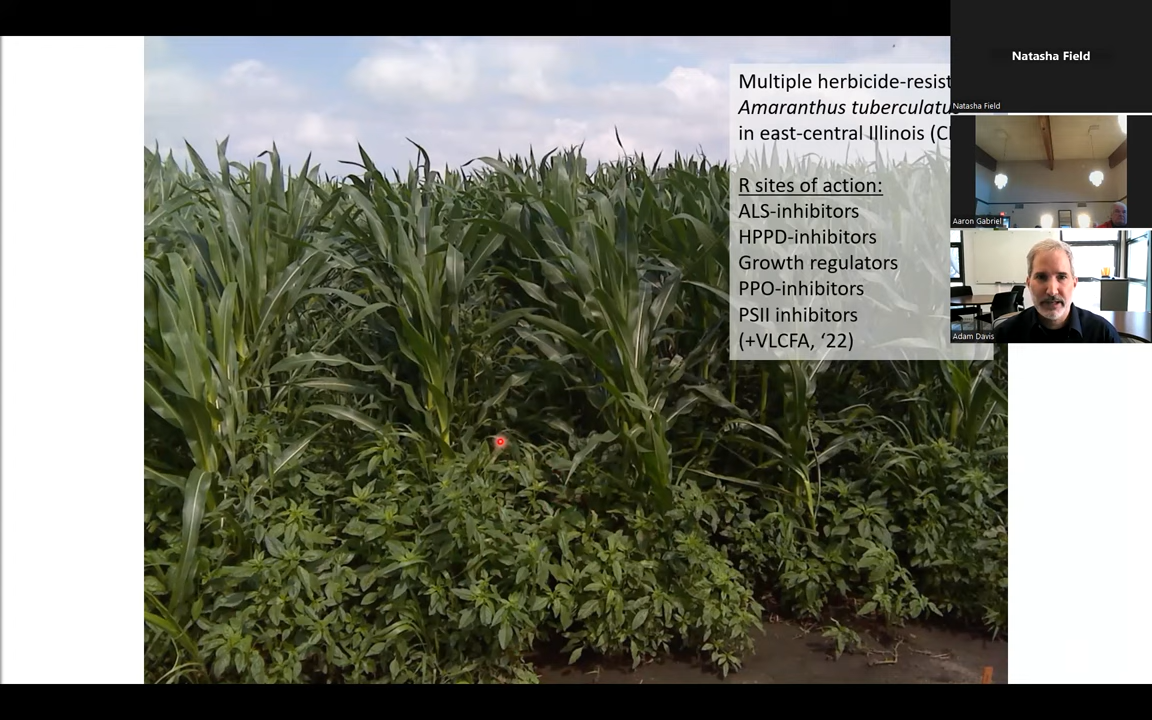 Multiple herbicide-resist
Amaranthus tuberculatu
in east-central Illinois (C
R sites of action:
ALS-inhibitors
HPPD-inhibitors
Growth regulators
PPO-inhibitors
PSII inhibitors
(+VLCFA, ‘22)
Natasha Field
Natasha Field
Aaron Gabriel
Adam Davis